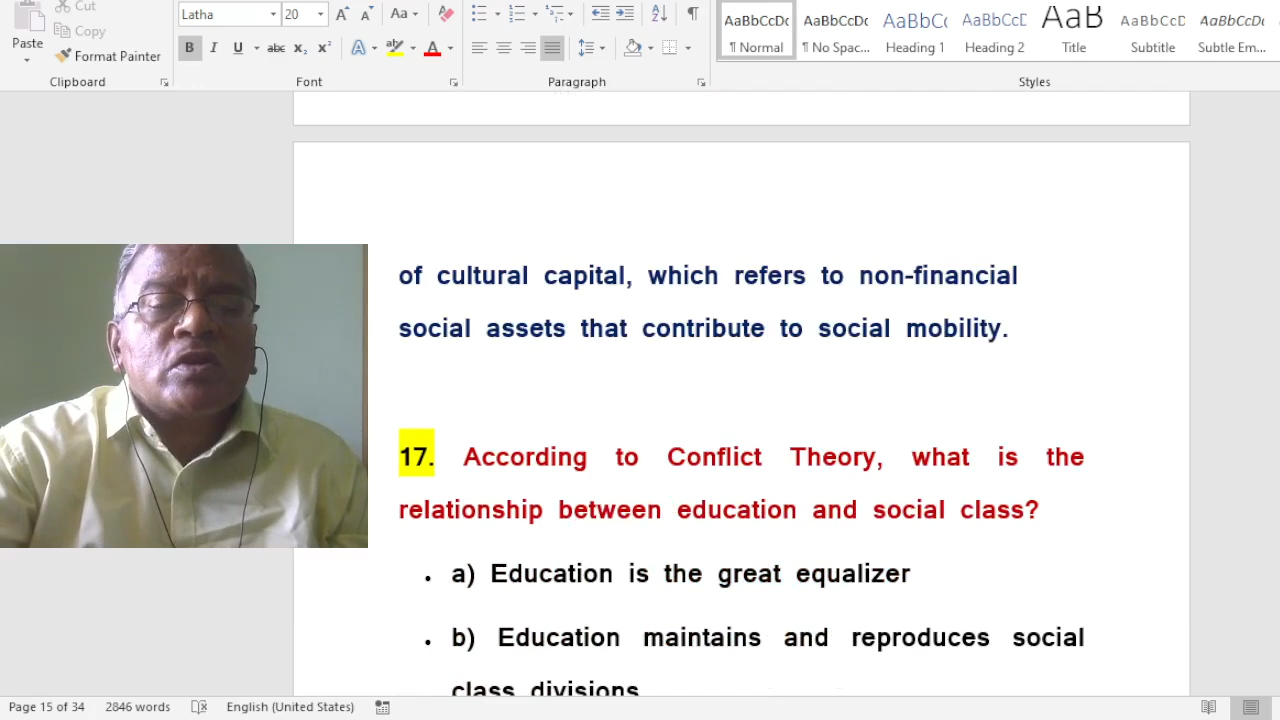 Cut
Copy
Paste
Format Painter
Clipboard
Latha
20
Aa
B I U abc x₂ x² A A
Font
Paragraph
AaBbCcDc AaBbCcDc AaBbCc AaBbCcD AaB AaBbCcD AaBbCcDc
¶ Normal ¶ No Spac... Heading 1 Heading 2 Title Subtitle Subtle Em...
Styles
of cultural capital, which refers to non-financial
social assets that contribute to social mobility.
17. According to Conflict Theory, what is the
relationship between education and social class?
• a) Education is the great equalizer
• b) Education maintains and reproduces social
class divisions
Page 15 of 34 2846 words English (United States)